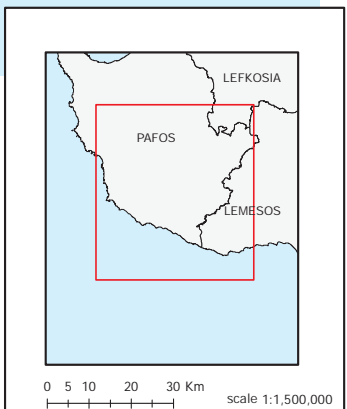 LEFKOSIA
PAFOS
LEMESOS
0 5 10 20 30 Km
scale 1:1,500,000